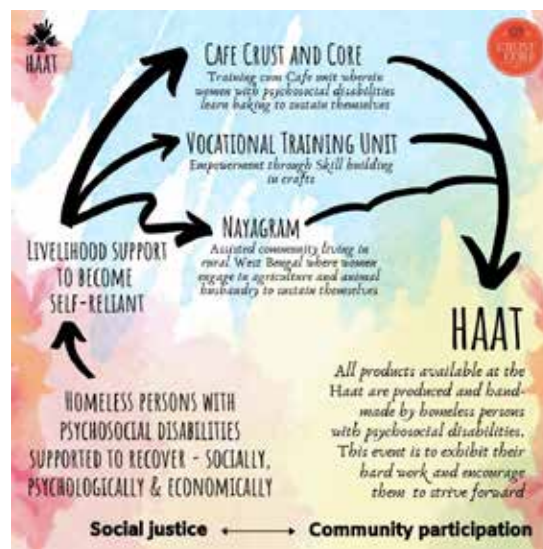 HAAT
CRUST
CORE
CAFE CRUST AND CORE
Training cum Cafe unit wherein
women with psychosocial disabilities
learn baking to sustain themselves
VOCATIONAL TRAINING UNIT
Empowerment through Skill building
in crafts
NAYAGRAM
Assisted community living in
rural West Bengal where women
engage in agriculture and animal
husbandry to sustain themselves
LIVELIHOOD SUPPORT
TO BECOME
SELF-RELIANT
HOMELESS PERSONS WITH
PSYCHOSOCIAL DISABILITIES
SUPPORTED TO RECOVER - SOCIALLY,
PSYCHOLOGICALLY & ECONOMICALLY
HAAT
All products available at the
Haat are produced and hand-
made by homeless persons
with psychosocial disabilities.
This event is to exhibit their
hard work and encourage
them to strive forward
Social justice
Community participation